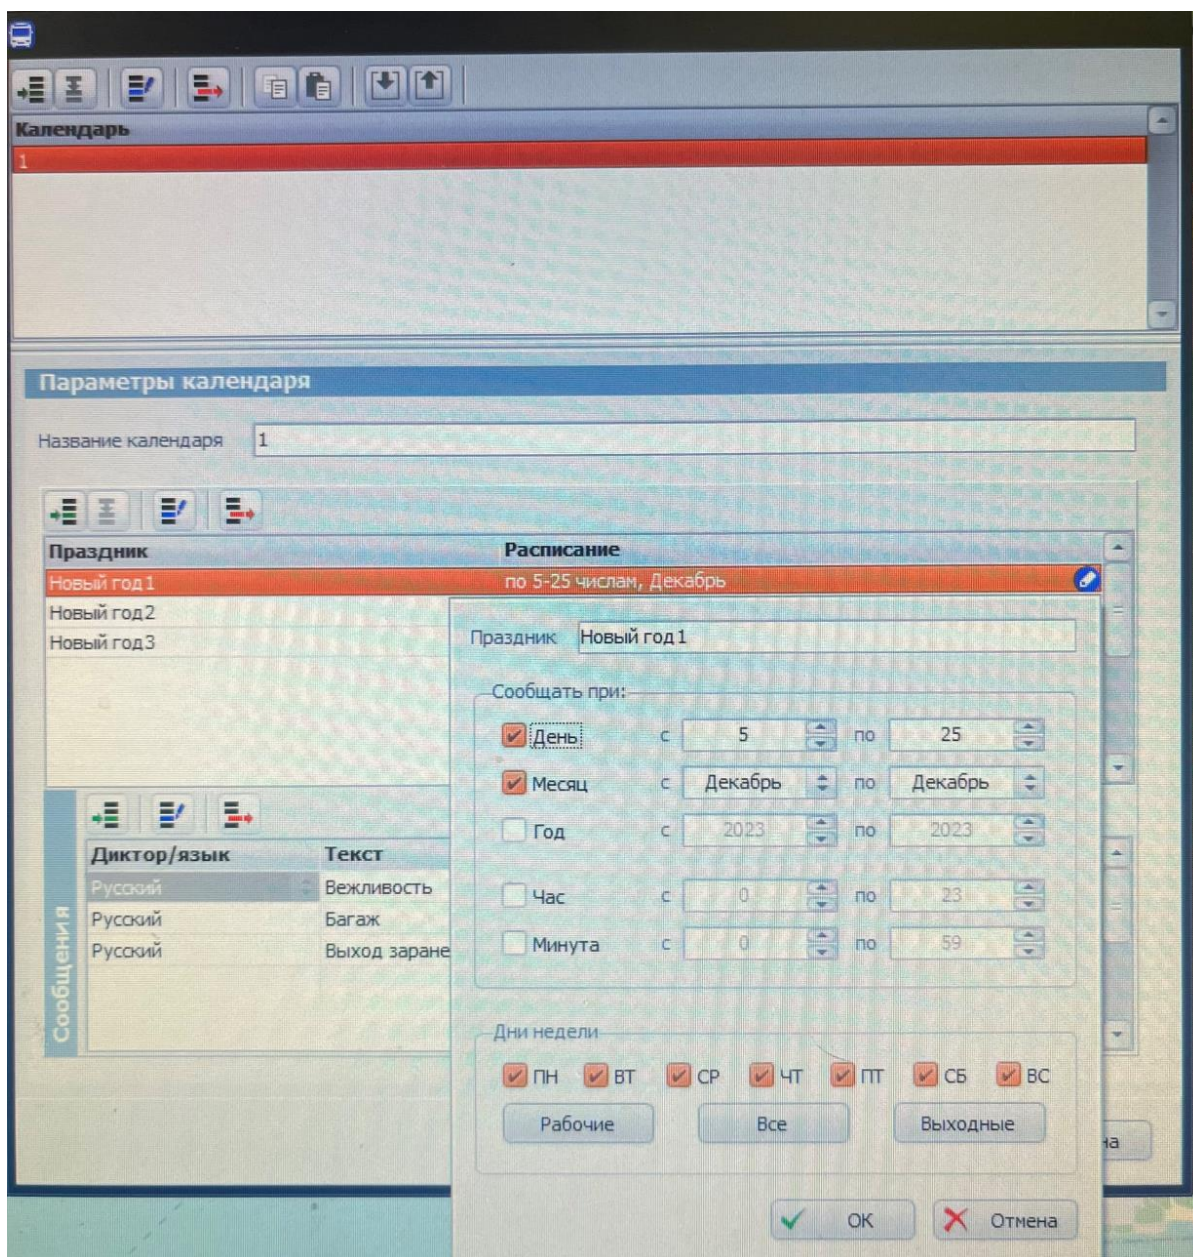 Календарь
1
Параметры календаря
Название календаря 1
Праздник Расписание
Новый год1 по 5-25 числам, Декабрь
Новый год2
Новый год3
Праздник Новый год1
Сообщать при:
День с 5 по 25
Месяц с Декабрь по Декабрь
Год с 2023 по 2023
Час с 0 по 23
Минута с 0 по 59
Сообщения
Диктор/язык Текст
Русский Вежливость
Русский Багаж
Русский Выход заране
Дни недели
ПН ВТ СР ЧТ ПТ СБ ВС
Рабочие Все Выходные
на
OK Отмена